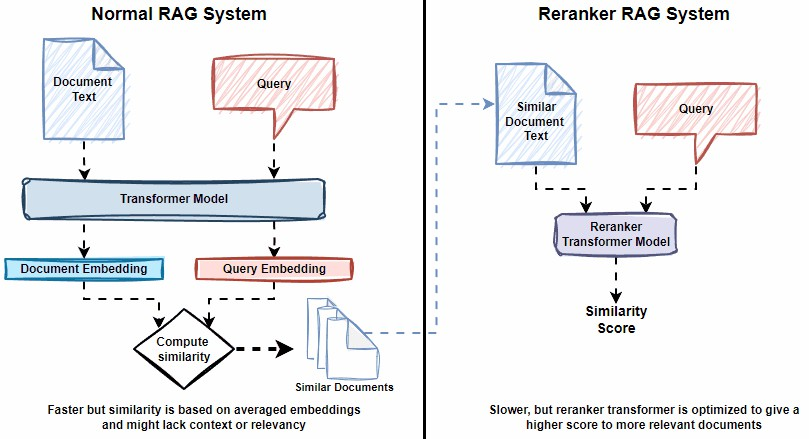 Normal RAG System
Document
Text
Query
Transformer Model
Document Embedding
Query Embedding
Compute
similarity
Similar Documents
Faster but similarity is based on averaged embeddings
and might lack context or relevancy
Reranker RAG System
Similar
Document
Text
Query
Reranker
Transformer Model
Similarity
Score
Slower, but reranker transformer is optimized to give a
higher score to more relevant documents